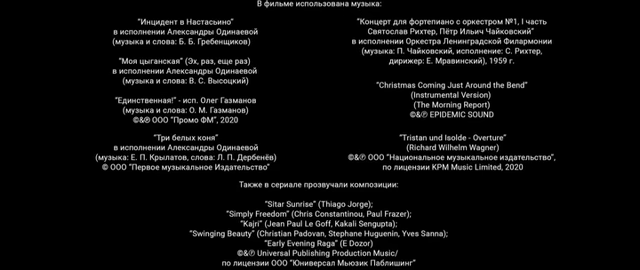 В фильме использована музыка:
"Инцидент в Настасьино"
в исполнении Александры Одинаевой
(музыка и слова: Б. Б. Гребенщиков)
"Моя цыганская" (Эх, раз, еще раз)
в исполнении Александры Одинаевой
(музыка и слова: В. С. Высоцкий)
"Единственная!" - исп. Олег Газманов
(музыка и слова: О. М. Газманов)
©&℗ ООО "Промо ФМ", 2020
"Три белых коня"
в исполнении Александры Одинаевой
(музыка: Е. П. Крылатов, слова: Л. П. Дербенёв)
© ООО "Первое музыкальное Издательство"
"Концерт для фортепиано с оркестром №1, I часть
Святослав Рихтер, Пётр Ильич Чайковский"
в исполнении Оркестра Ленинградской Филармонии
(музыка: П. Чайковский, исполнение: С. Рихтер,
дирижер: Е. Мравинский), 1959 г.
"Christmas Coming Just Around the Bend"
(Instrumental Version)
(The Morning Report)
©&℗ EPIDEMIC SOUND
"Tristan und Isolde - Overture"
(Richard Wilhelm Wagner)
©&℗ ООО "Национальное музыкальное издательство",
по лицензии KPM Music Limited, 2020
Также в сериале прозвучали композиции:
"Sitar Sunrise" (Thiago Jorge);
"Simply Freedom" (Chris Constantinou, Paul Frazer);
"Kajri" (Jean Paul Le Goff, Kakali Sengupta);
"Swinging Beauty" (Christian Padovan, Stephane Huguenin, Yves Sanna);
"Early Evening Raga" (E Dozor)
©&℗ Universal Publishing Production Music/
по лицензии ООО "Юниверсал Мьюзик Паблишинг"